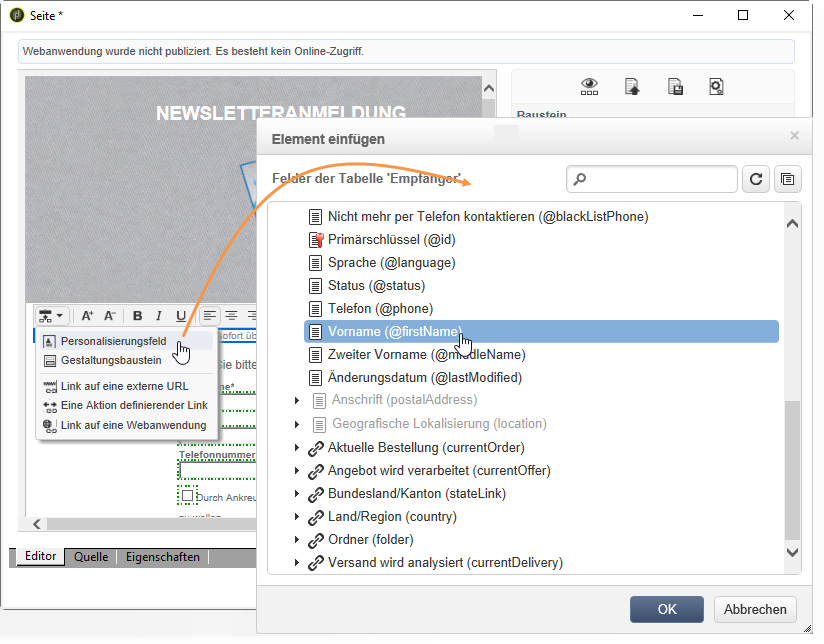 Seite *
Webanwendung wurde nicht publiziert. Es besteht kein Online-Zugriff.
NEWSLETTERANMELDUNG
Baustein
Element einfügen
Felder der Tabelle 'Empfänger'
Nicht mehr per Telefon kontaktieren (@blackListPhone)
Primärschlüssel (@id)
Sprache (@language)
Status (@status)
Telefon (@phone)
Vorname (@firstName)
Zweiter Vorname (@middleName)
Änderungsdatum (@lastModified)
Anschrift (postalAddress)
Geografische Lokalisierung (location)
Aktuelle Bestellung (currentOrder)
Angebot wird verarbeitet (currentOffer)
Bundesland/Kanton (stateLink)
Land/Region (country)
Ordner (folder)
Versand wird analysiert (currentDelivery)
OK
Abbrechen
A+ A- B I U
sofort
Personalisierungsfeld
Gestaltungsbaustein
Link auf eine externe URL
Eine Aktion definierender Link
Link auf eine Webanwendung
Sie bitte
Telefonnummer
Durch
Editor
Quelle
Eigenschaften